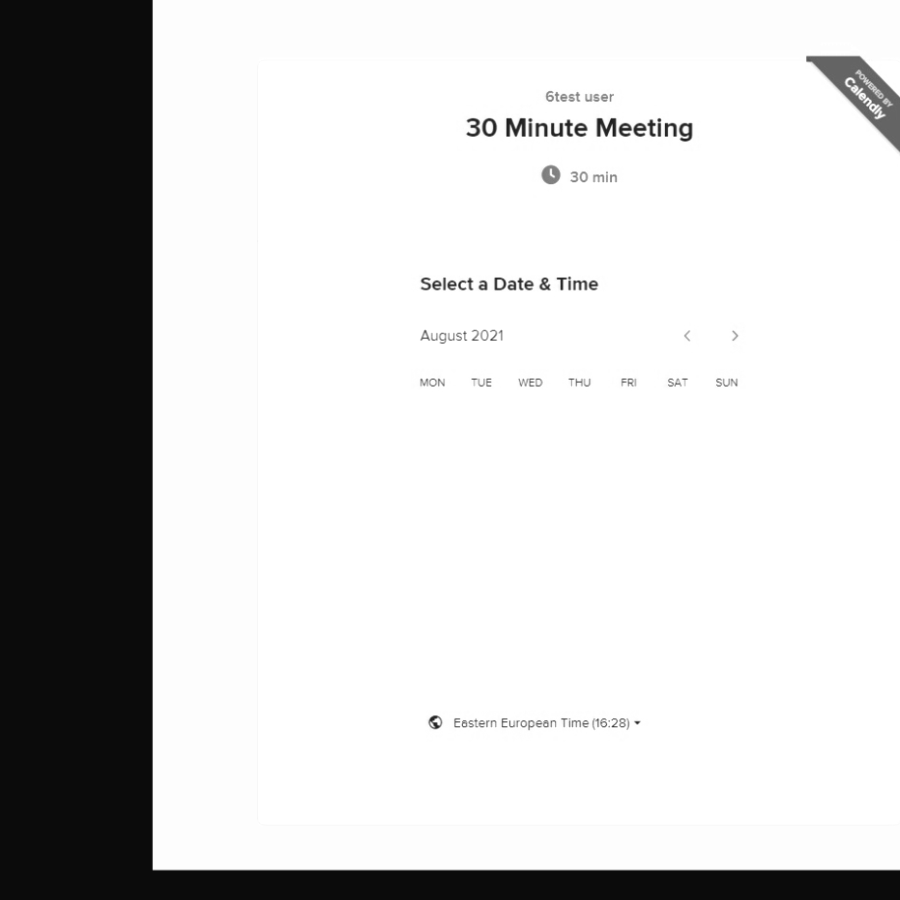 POWERED BY
Calendly
6test user
30 Minute Meeting
30 min
Select a Date & Time
August 2021
MON TUE WED THU FRI SAT SUN
Eastern European Time (16:28)